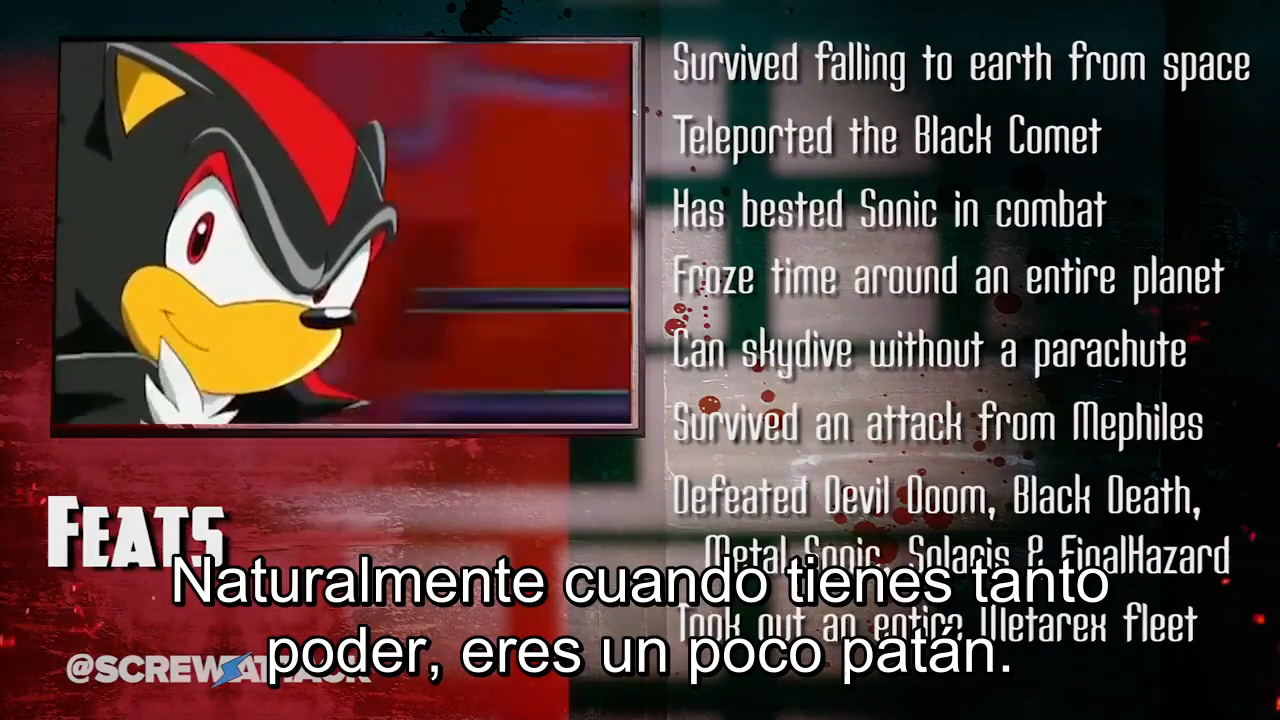 Survived falling to earth from space
Teleported the Black Comet
Has bested Sonic in combat
Froze time around an entire planet
Can skydive without a parachute
Survived an attack from Mephiles
Defeated Devil Doom, Black Death,
Metal Sonic, Solaris & FinalHazard
Took out an entire Metarex fleet
FEATS
Naturalmente cuando tienes tanto
poder, eres un poco patán.
@SCREWATTACK